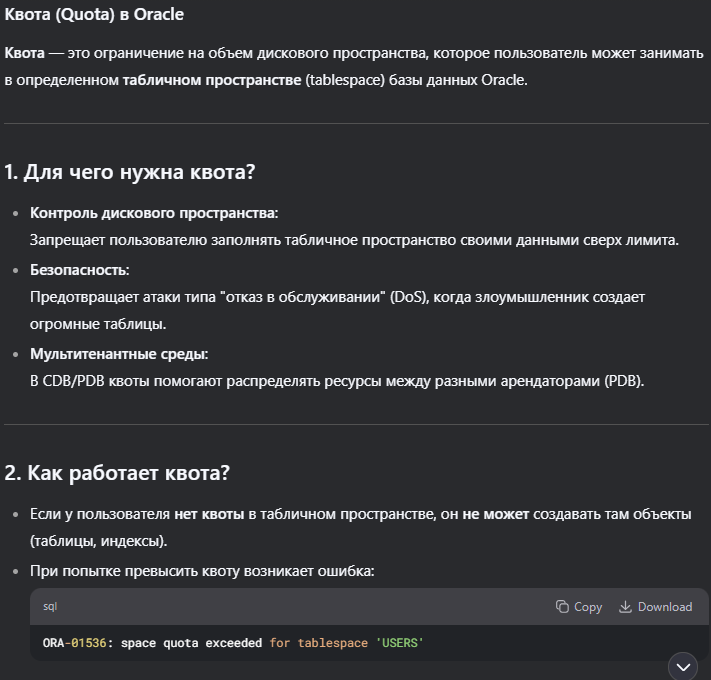 Квота (Quota) в Oracle
Квота — это ограничение на объем дискового пространства, которое пользователь может занимать
в определенном табличном пространстве (tablespace) базы данных Oracle.
1. Для чего нужна квота?
• Контроль дискового пространства:
Запрещает пользователю заполнять табличное пространство своими данными сверх лимита.
• Безопасность:
Предотвращает атаки типа "отказ в обслуживании" (DoS), когда злоумышленник создает
огромные таблицы.
• Мультитенантные среды:
В CDB/PDB квоты помогают распределять ресурсы между разными арендаторами (PDB).
2. Как работает квота?
• Если у пользователя нет квоты в табличном пространстве, он не может создавать там объекты
(таблицы, индексы).
• При попытке превысить квоту возникает ошибка:
sql Copy Download
ORA-01536: space quota exceeded for tablespace 'USERS'